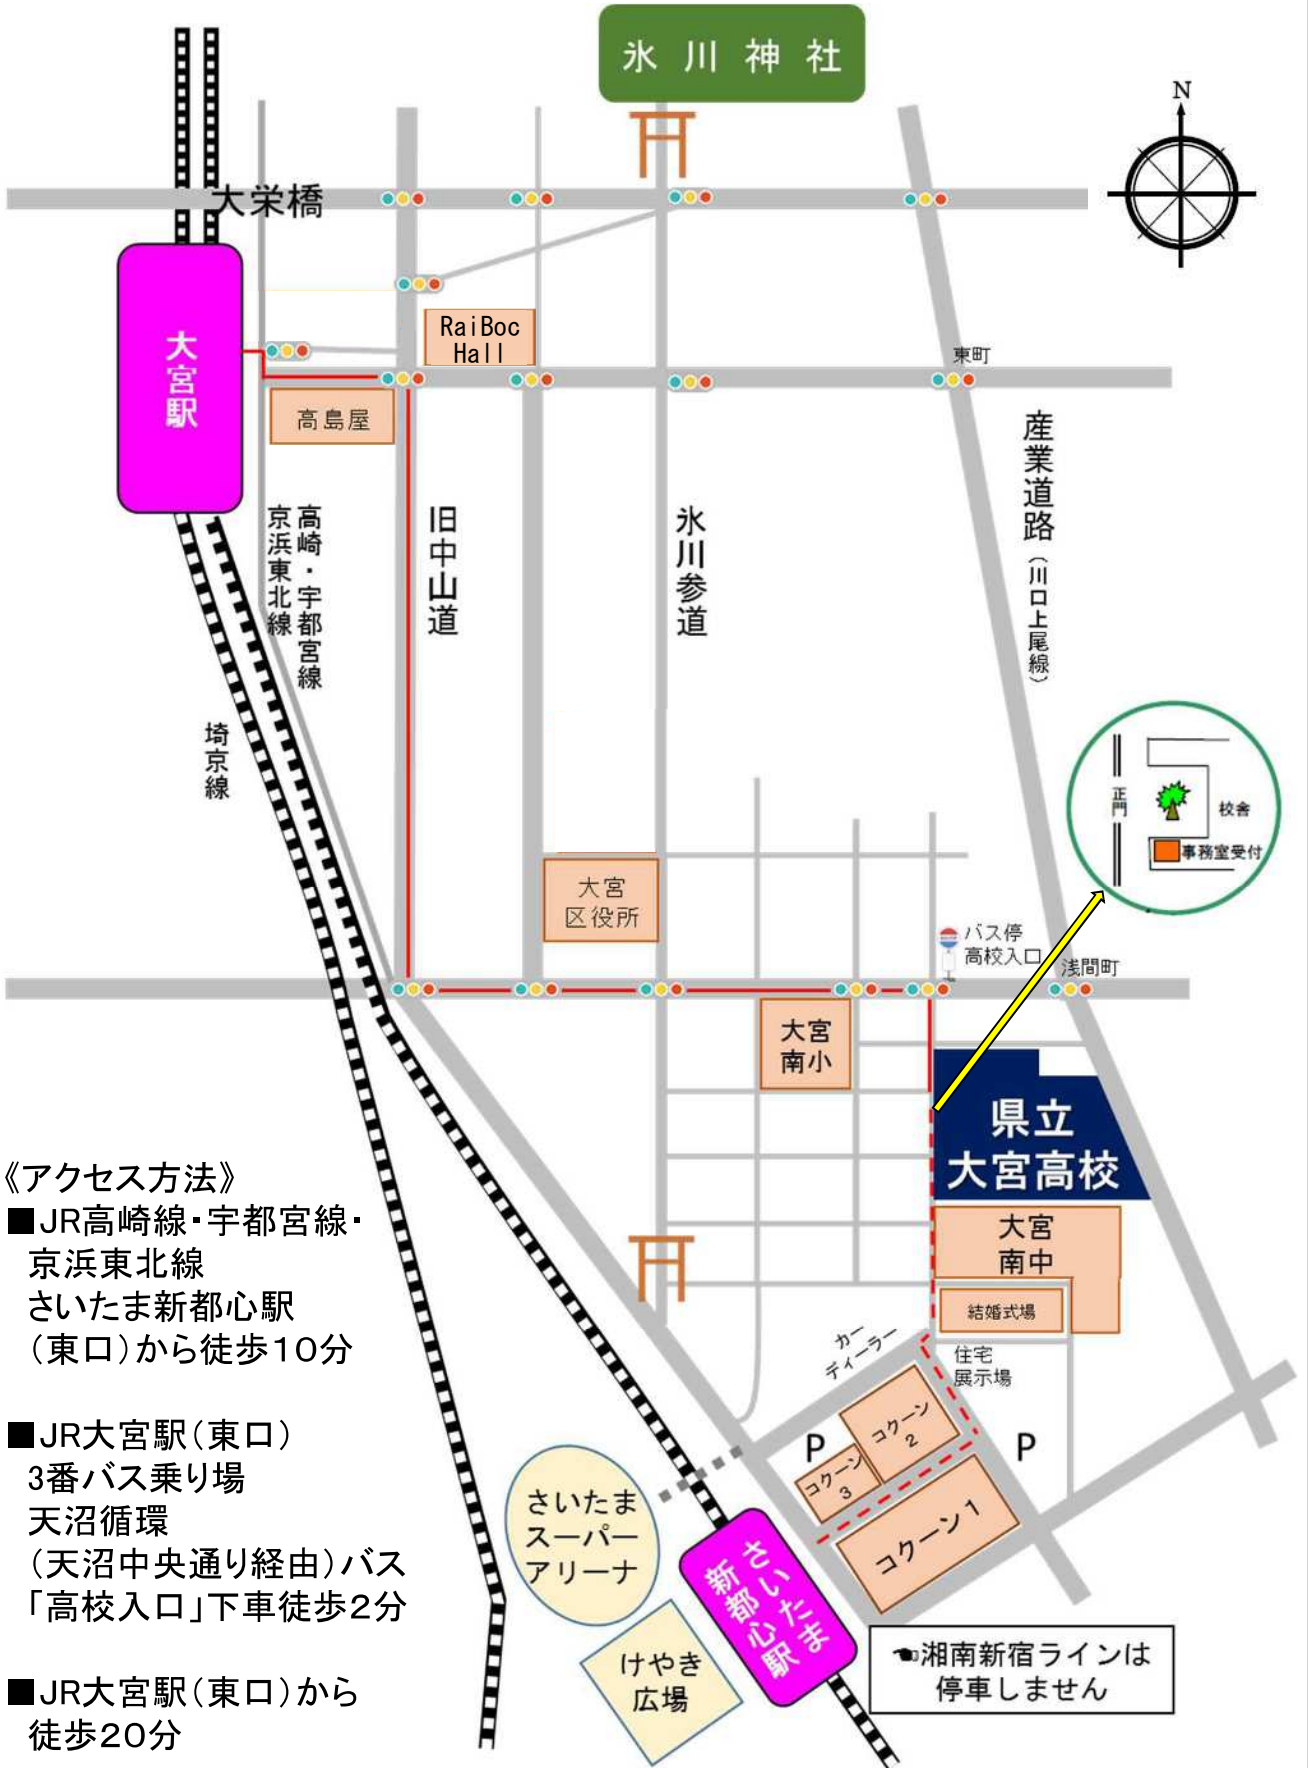 氷川神社
N
大栄橋
RaiBoc
Hall
東町
大宮駅
高島屋
産業道路(川口上尾線)
高崎・宇都宮線
京浜東北線
旧中山道
氷川参道
埼京線
正門
校舎
事務室受付
大宮
区役所
バス停
高校入口
浅間町
大宮
南小
県立
大宮高校
大宮
南中
結婚式場
カー
ディーラー
住宅
展示場
コクーン
2
P
P
コクーン
3
コクーン1
さいたま
スーパー
アリーナ
さいたま
新都心駅
けやき
広場
☜湘南新宿ラインは
停車しません
《アクセス方法》
■JR高崎線・宇都宮線・
京浜東北線
さいたま新都心駅
(東口)から徒歩10分
■JR大宮駅(東口)
3番バス乗り場
天沼循環
(天沼中央通り経由)バス
「高校入口」下車徒歩2分
■JR大宮駅(東口)から
徒歩20分